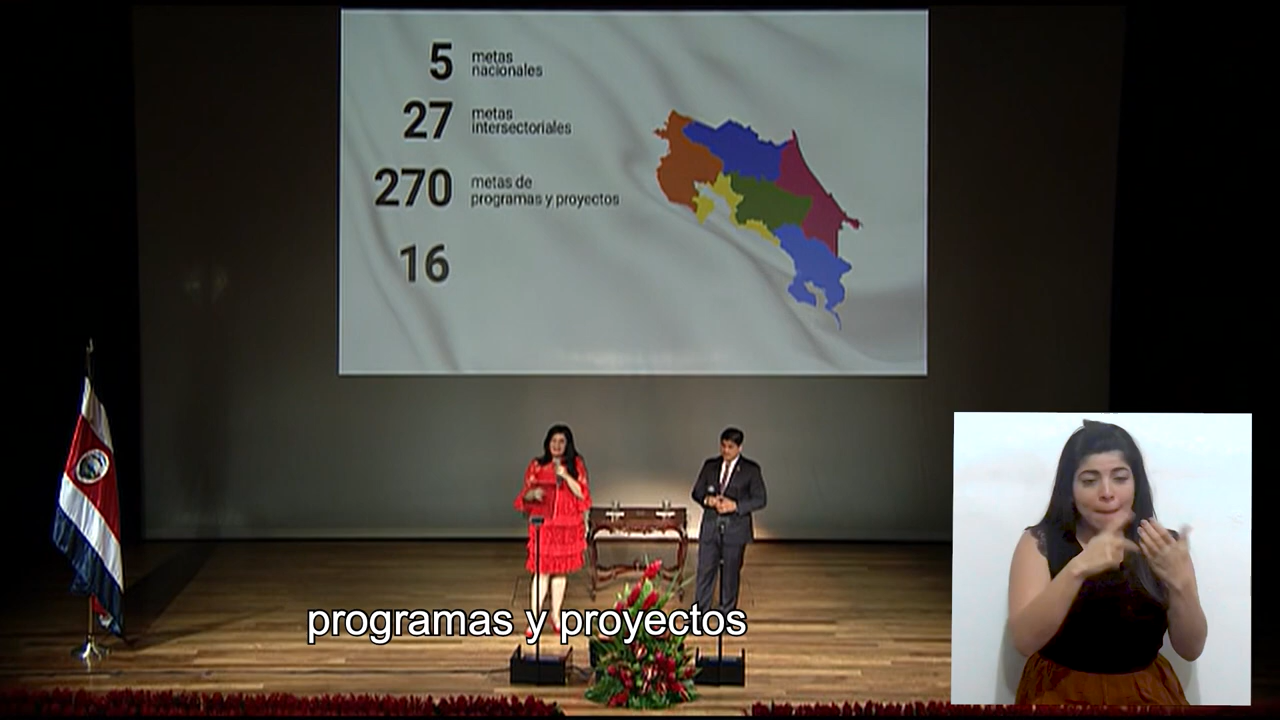 5 metas
nacionales
27 metas
intersectoriales
270 metas de
programas y proyectos
16
programas y proyectos